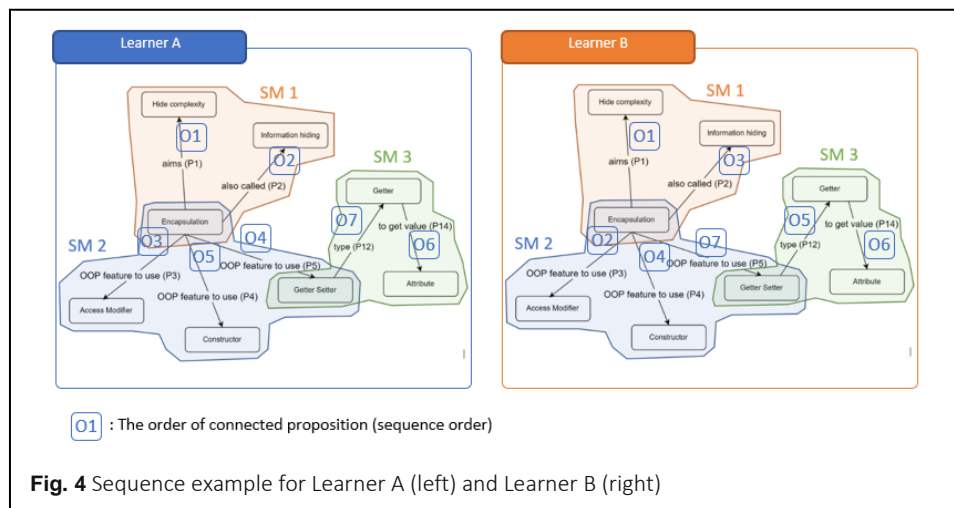 Learner A
SM 1
Hide complexity
O1
Information hiding
aims (P1)
O2
SM 3
also called (P2)
Getter
Encapsulation
O7
to get value (P14)
SM 2
O3
O4
type (P12)
O6
O5
OOP feature to use (P3)
OOP feature to use (P5)
OOP feature to use (P4)
Getter Setter
Attribute
Access Modifier
Constructor
Learner B
SM 1
Hide complexity
O1
Information hiding
aims (P1)
O3
SM 3
also called (P2)
Getter
Encapsulation
O5
to get value (P14)
SM 2
O2
O7
type (P12)
O6
O4
OOP feature to use (P3)
OOP feature to use (P5)
OOP feature to use (P4)
Getter Setter
Attribute
Access Modifier
Constructor
O1 : The order of connected proposition (sequence order)
Fig. 4 Sequence example for Learner A (left) and Learner B (right)